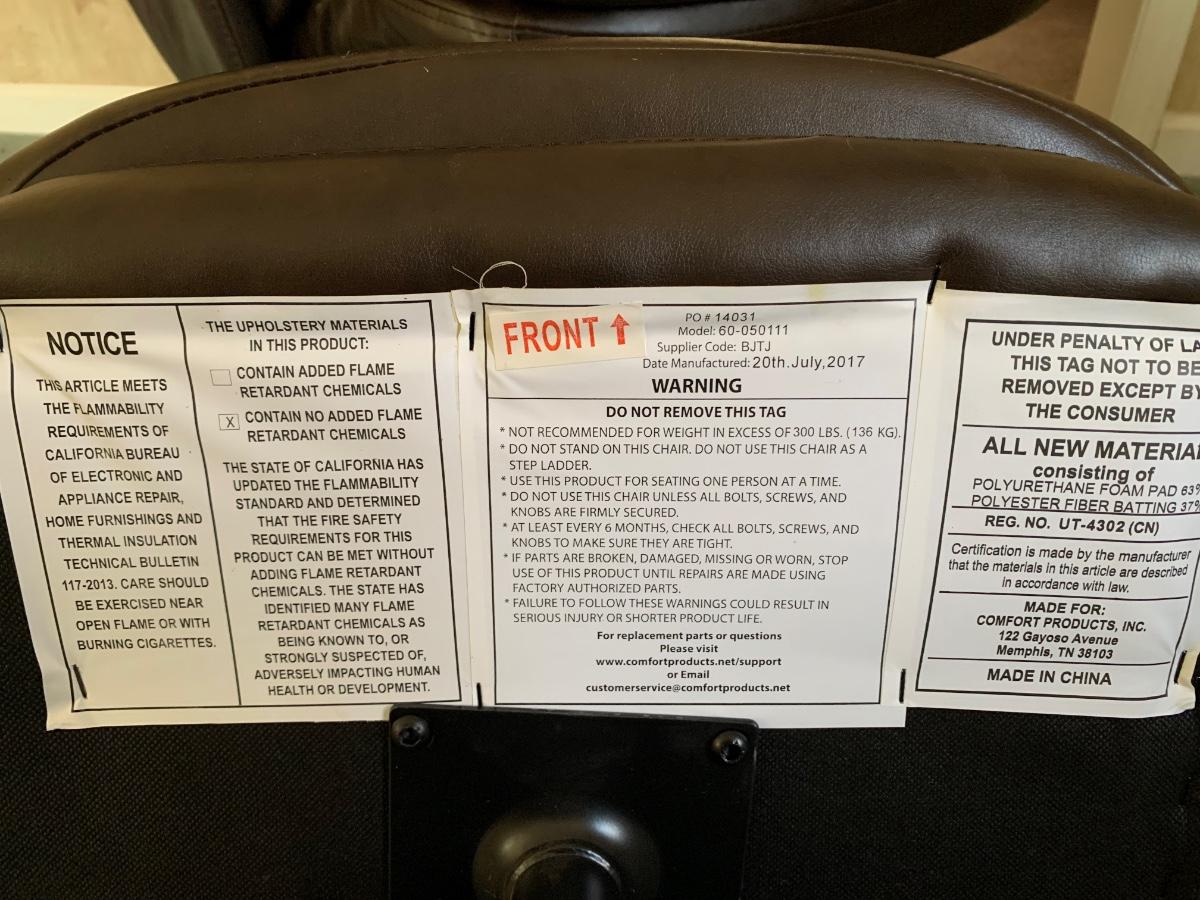 NOTICE
THIS ARTICLE MEETS
THE FLAMMABILITY
REQUIREMENTS OF
CALIFORNIA BUREAU
OF ELECTRONIC AND
APPLIANCE REPAIR,
HOME FURNISHINGS AND
THERMAL INSULATION
TECHNICAL BULLETIN
117-2013. CARE SHOULD
BE EXERCISED NEAR
OPEN FLAME OR WITH
BURNING CIGARETTES.
THE UPHOLSTERY MATERIALS
IN THIS PRODUCT:
CONTAIN ADDED FLAME
RETARDANT CHEMICALS
X CONTAIN NO ADDED FLAME
RETARDANT CHEMICALS
THE STATE OF CALIFORNIA HAS
UPDATED THE FLAMMABILITY
STANDARD AND DETERMINED
THAT THE FIRE SAFETY
REQUIREMENTS FOR THIS
PRODUCT CAN BE MET WITHOUT
ADDING FLAME RETARDANT
CHEMICALS. THE STATE HAS
IDENTIFIED MANY FLAME
RETARDANT CHEMICALS AS
BEING KNOWN TO, OR
STRONGLY SUSPECTED OF,
ADVERSELY IMPACTING HUMAN
HEALTH OR DEVELOPMENT.
FRONT ↑
PO # 14031
Model: 60-050111
Supplier Code: BJTJ
Date Manufactured: 20th.July,2017
WARNING
DO NOT REMOVE THIS TAG
* NOT RECOMMENDED FOR WEIGHT IN EXCESS OF 300 LBS. (136 KG).
* DO NOT STAND ON THIS CHAIR. DO NOT USE THIS CHAIR AS A
STEP LADDER.
* USE THIS PRODUCT FOR SEATING ONE PERSON AT A TIME.
* DO NOT USE THIS CHAIR UNLESS ALL BOLTS, SCREWS, AND
KNOBS ARE FIRMLY SECURED.
* AT LEAST EVERY 6 MONTHS, CHECK ALL BOLTS, SCREWS, AND
KNOBS TO MAKE SURE THEY ARE TIGHT.
* IF PARTS ARE BROKEN, DAMAGED, MISSING OR WORN, STOP
USE OF THIS PRODUCT UNTIL REPAIRS ARE MADE USING
FACTORY AUTHORIZED PARTS.
* FAILURE TO FOLLOW THESE WARNINGS COULD RESULT IN
SERIOUS INJURY OR SHORTER PRODUCT LIFE.
For replacement parts or questions
Please visit
www.comfortproducts.net/support
or Email
customerservice@comfortproducts.net
UNDER PENALTY OF LA
THIS TAG NOT TO BE
REMOVED EXCEPT BY
THE CONSUMER
ALL NEW MATERIAL
consisting of
POLYURETHANE FOAM PAD 63%
POLYESTER FIBER BATTING 37%
REG. NO. UT-4302 (CN)
Certification is made by the manufacturer
that the materials in this article are described
in accordance with law.
MADE FOR:
COMFORT PRODUCTS, INC.
122 Gayoso Avenue
Memphis, TN 38103
MADE IN CHINA